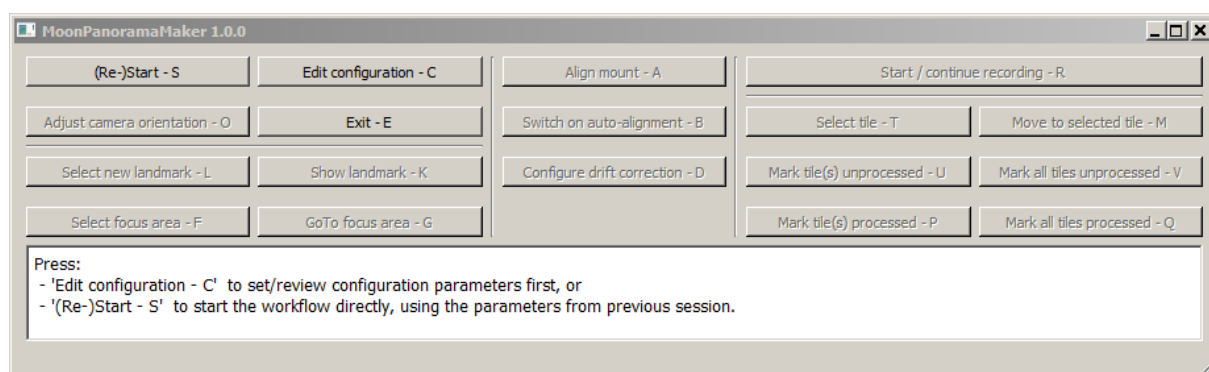 MoonPanoramaMaker 1.0.0
(Re-)Start - S
Edit configuration - C
Align mount - A
Start / continue recording - R
Adjust camera orientation - O
Exit - E
Switch on auto-alignment - B
Select tile - T
Move to selected tile - M
Select new landmark - L
Show landmark - K
Configure drift correction - D
Mark tile(s) unprocessed - U
Mark all tiles unprocessed - V
Select focus area - F
GoTo focus area - G
Mark tile(s) processed - P
Mark all tiles processed - Q
Press:
- 'Edit configuration - C'  to set/review configuration parameters first, or
- '(Re-)Start - S'  to start the workflow directly, using the parameters from previous session.